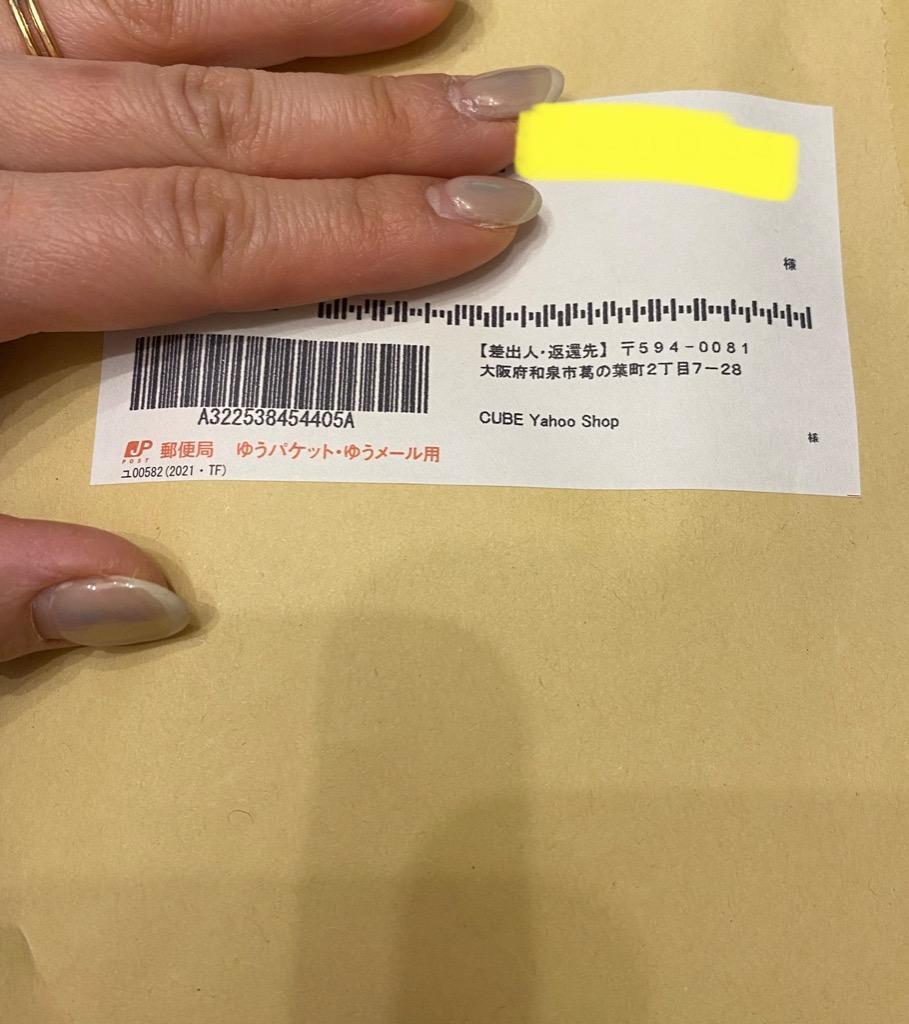 様
【差出人・返還先】 〒594-0081
大阪府和泉市葛の葉町2丁目7-28
CUBE Yahoo Shop
様
A322538454405A
JP 郵便局 ゆうパケット・ゆうメール用
POST
ユ00582(2021・TF)